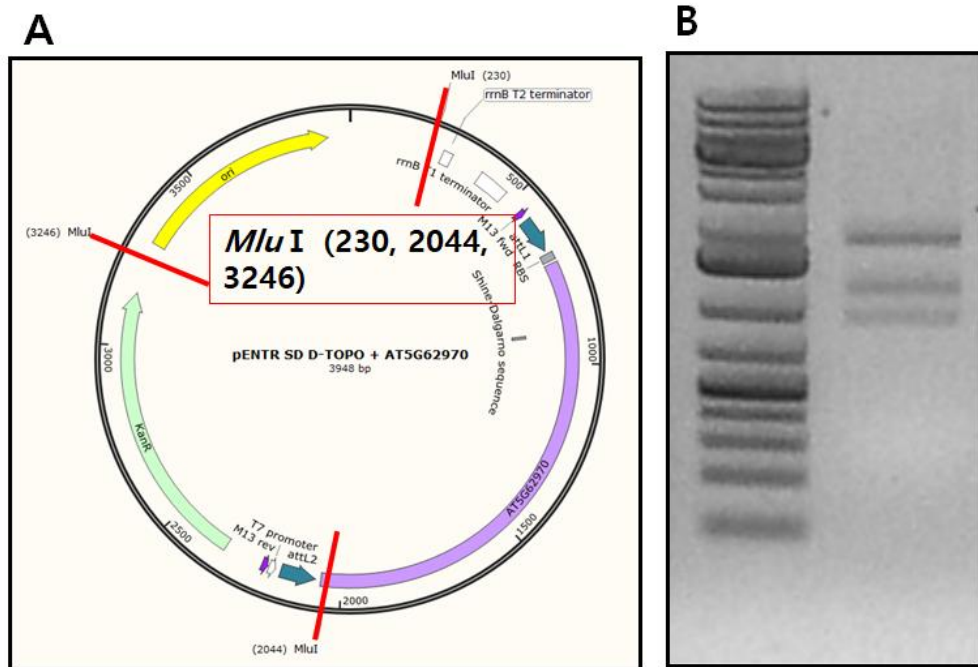 A
B
MluI (230)
rrnB T2 terminator
rrnB T1 terminator
500
M13 fwd
attL1
RBS
Shine-Dalgarno sequence
1000
AT5G62970
1500
2000
(2044) MluI
attL2
T7 promoter
M13 rev
2500
KanR
3000
(3246) MluI
3500
ori
Mlu I (230, 2044,
3246)
pENTR SD D-TOPO + AT5G62970
3948 bp